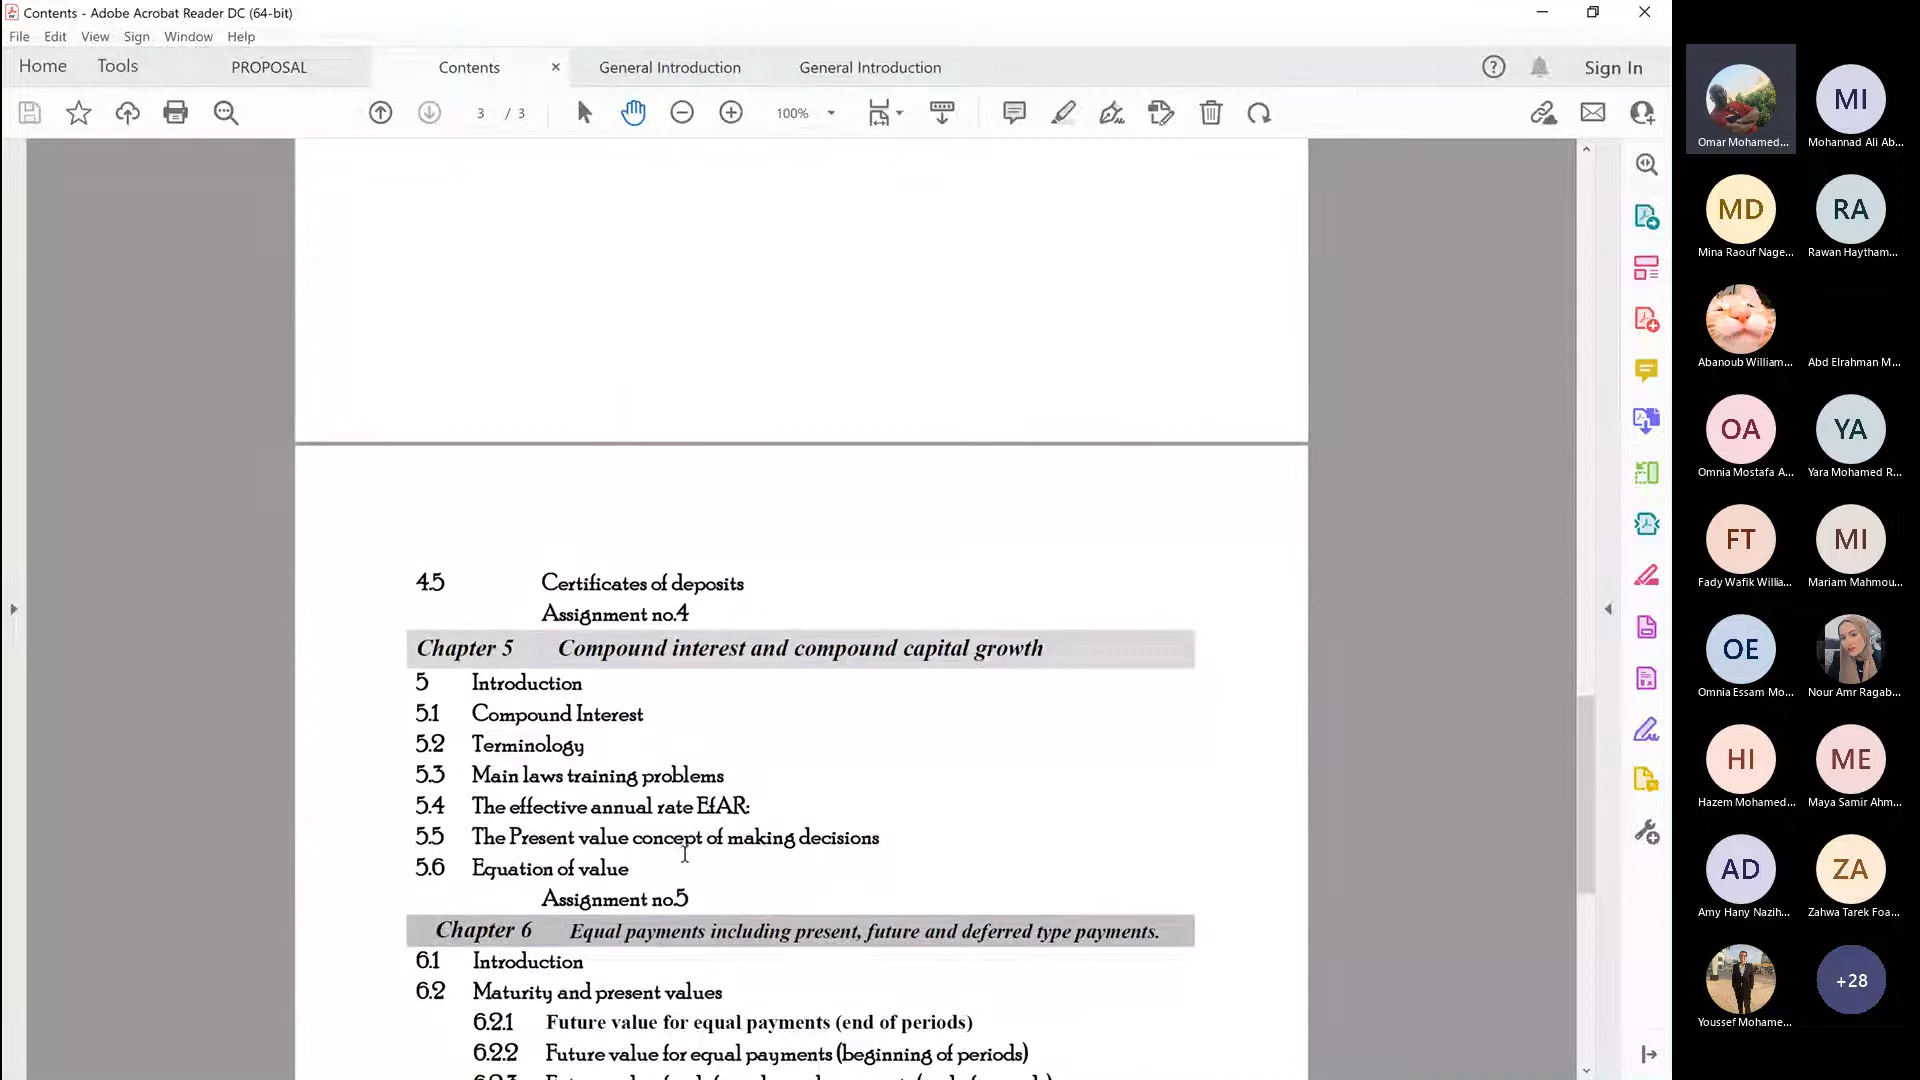 Contents - Adobe Acrobat Reader DC (64-bit)
File Edit View Sign Window Help
Home Tools PROPOSAL Contents × General Introduction General Introduction Sign In
3 / 3 100%
4.5 Certificates of deposits
Assignment no.4
Chapter 5 Compound interest and compound capital growth
5 Introduction
5.1 Compound Interest
5.2 Terminology
5.3 Main laws training problems
5.4 The effective annual rate EfAR:
5.5 The Present value concept of making decisions
5.6 Equation of value
Assignment no.5
Chapter 6 Equal payments including present, future and deferred type payments.
6.1 Introduction
6.2 Maturity and present values
6.2.1 Future value for equal payments (end of periods)
6.2.2 Future value for equal payments (beginning of periods)
MI
Omar Mohamed... Mohannad Ali Ab...
MD RA
Mina Raouf Nage... Rawan Haytham...
Abanoub William... Abd Elrahman M...
OA YA
Omnia Mostafa A... Yara Mohamed R...
FT MI
Fady Wafik Willia... Mariam Mahmou...
OE
Omnia Essam Mo... Nour Amr Ragab...
HI ME
Hazem Mohamed... Maya Samir Ahm...
AD ZA
Amy Hany Nazih... Zahwa Tarek Foa...
+28
Youssef Mohame...